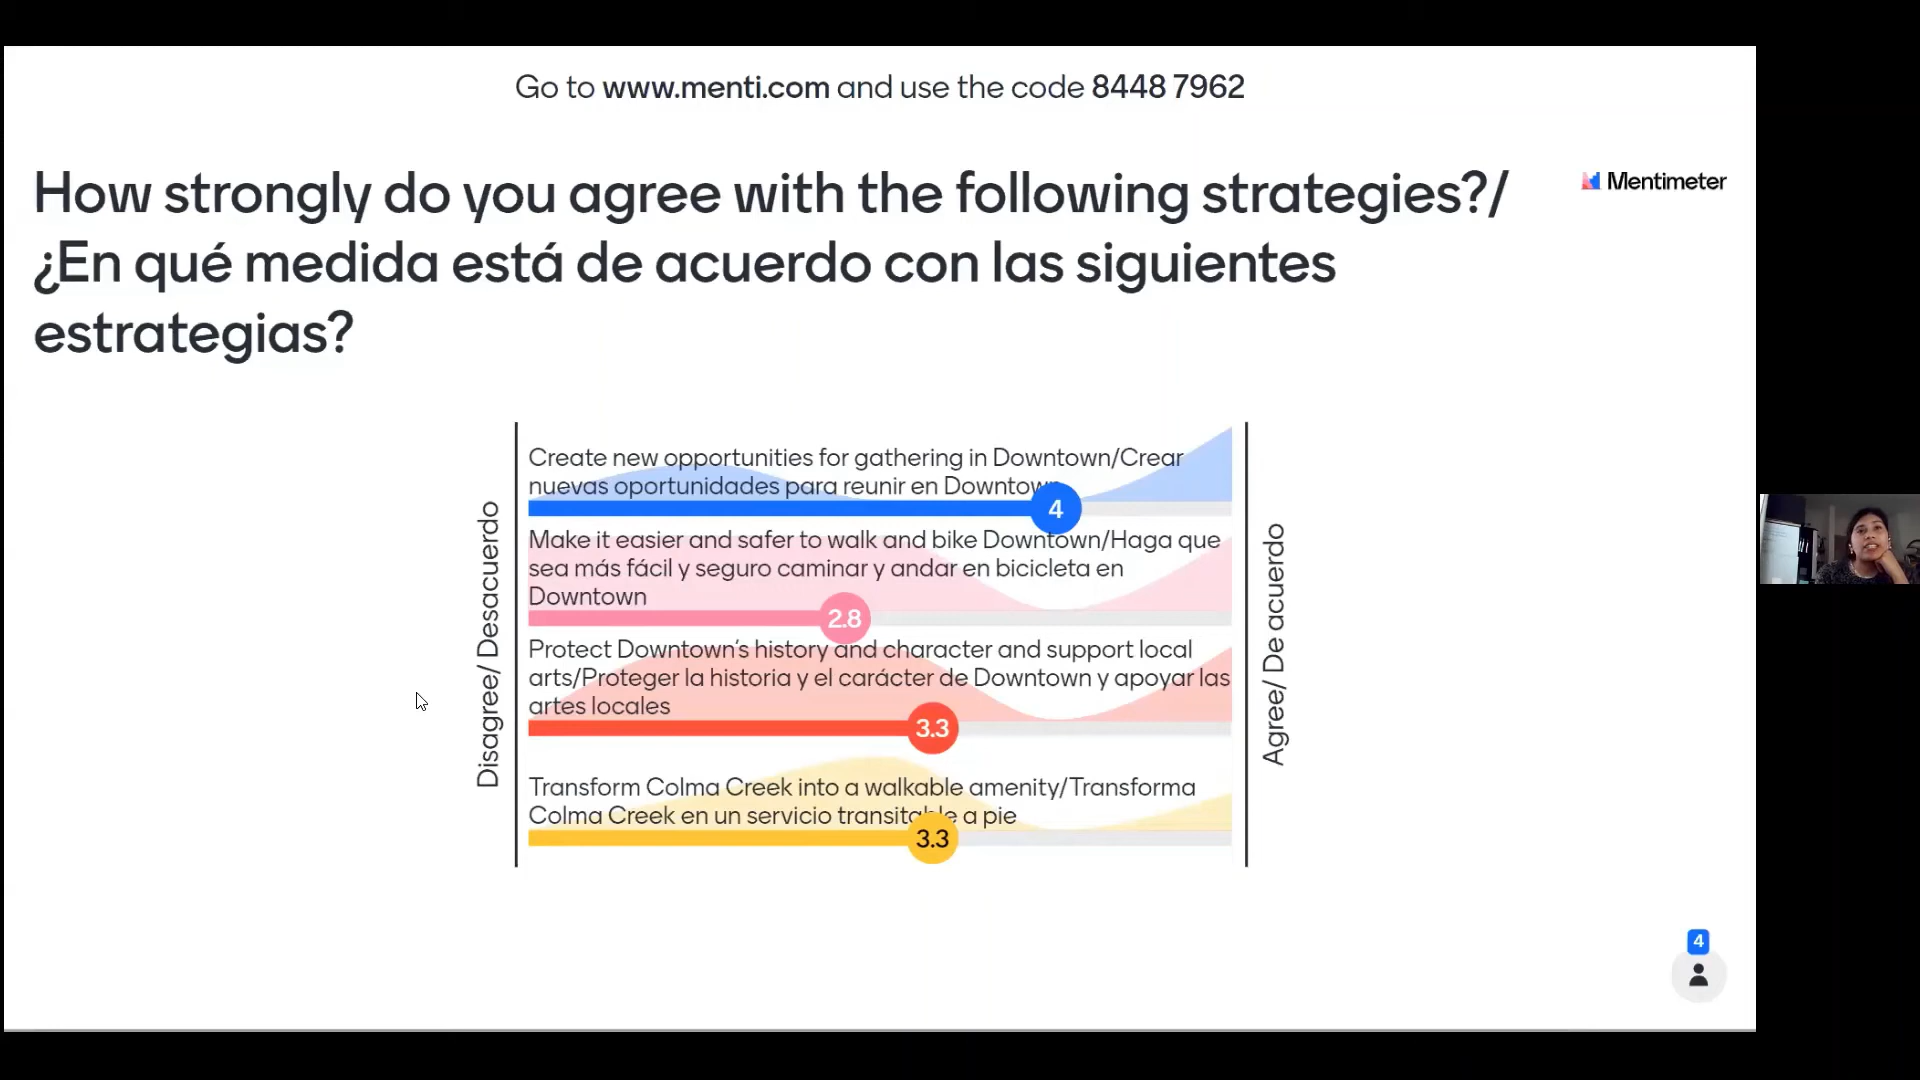 Go to www.menti.com and use the code 8448 7962
How strongly do you agree with the following strategies?/
¿En qué medida está de acuerdo con las siguientes
estrategias?
Mentimeter
Disagree/ Desacuerdo
Create new opportunities for gathering in Downtown/Crear
nuevas oportunidades para reunir en Downtown
4
Make it easier and safer to walk and bike Downtown/Haga que
sea más fácil y seguro caminar y andar en bicicleta en
Downtown
2.8
Protect Downtown's history and character and support local
arts/Proteger la historia y el carácter de Downtown y apoyar las
artes locales
3.3
Transform Colma Creek into a walkable amenity/Transforma
Colma Creek en un servicio transitable a pie
3.3
Agree/ De acuerdo
4